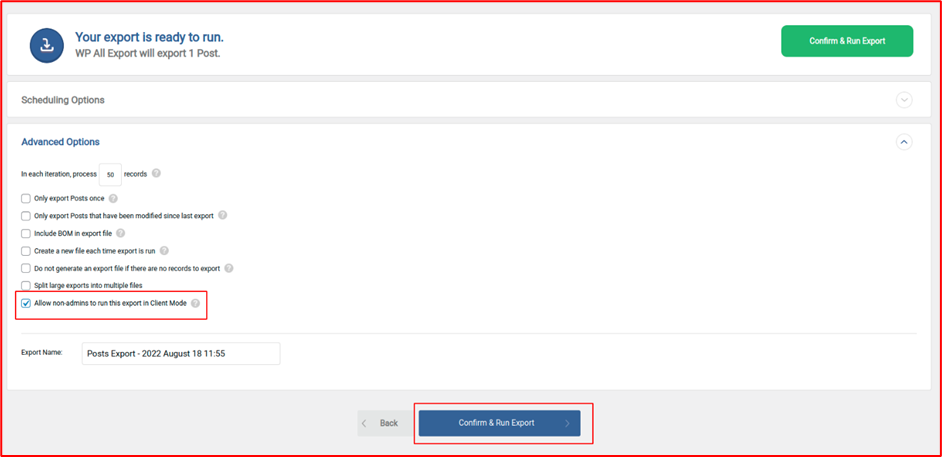 Your export is ready to run.
WP All Export will export 1 Post.
Confirm & Run Export
Scheduling Options
Advanced Options
In each iteration, process 50 records ?
Only export Posts once ?
Only export Posts that have been modified since last export ?
Include BOM in export file ?
Create a new file each time export is run ?
Do not generate an export file if there are no records to export ?
Split large exports into multiple files
Allow non-admins to run this export in Client Mode ?
Export Name: Posts Export - 2022 August 18 11:55
Back
Confirm & Run Export